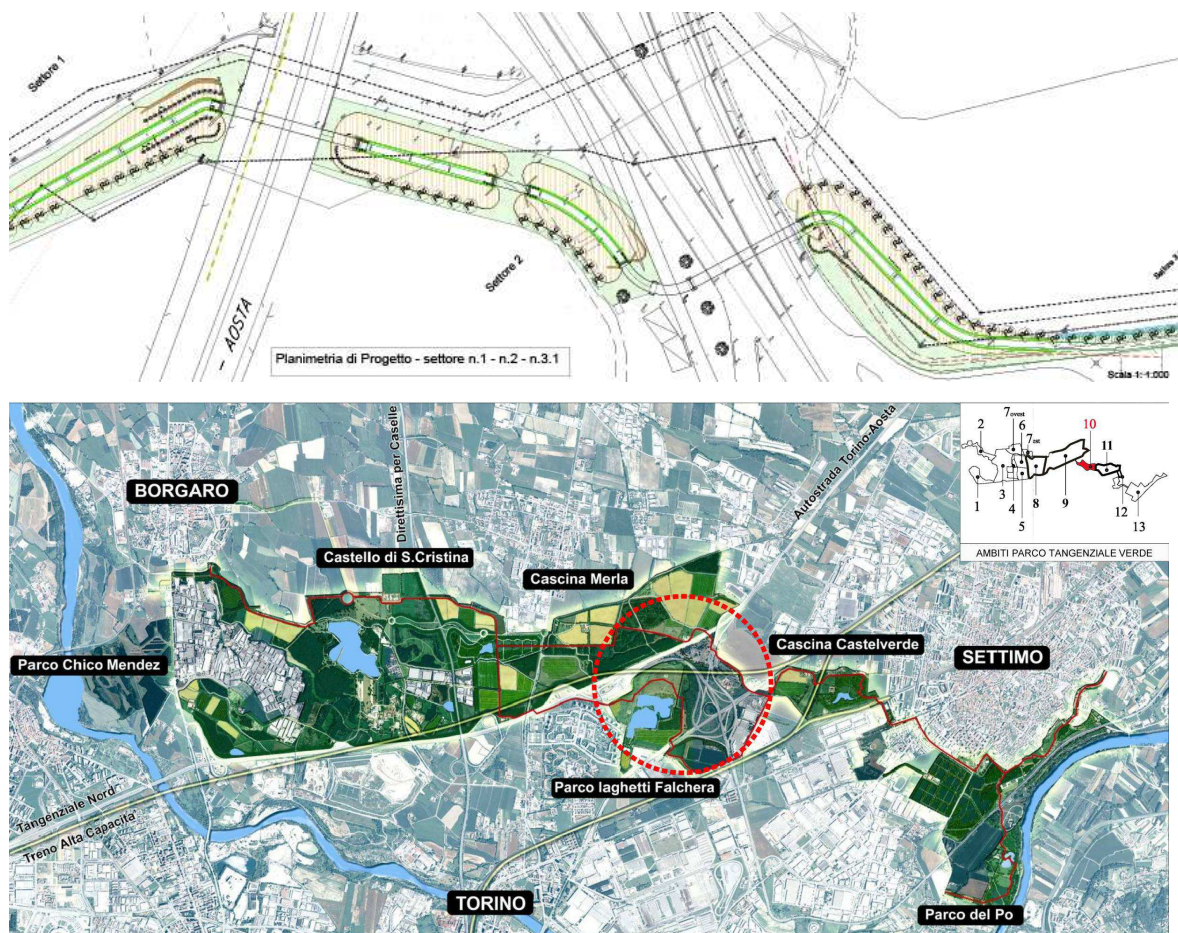 Settore 1
Settore 2
AOSTA
Planimetria di Progetto - settore n.1 - n.2 - n.3.1
Scala 1: 1:000
BORGARO
Direttisima per Caselle
Castello di S.Cristina
Cascina Merla
Autostrada Torino-Aosta
7ovest
2
6
7est
10
11
1
3
4
5
8
9
12
13
AMBITI PARCO TANGENZIALE VERDE
Parco Chico Mendez
Cascina Castelverde
SETTIMO
Parco laghetti Falchera
Tangenziale Nord
Treno Alta Capacita'
TORINO
Parco del Po